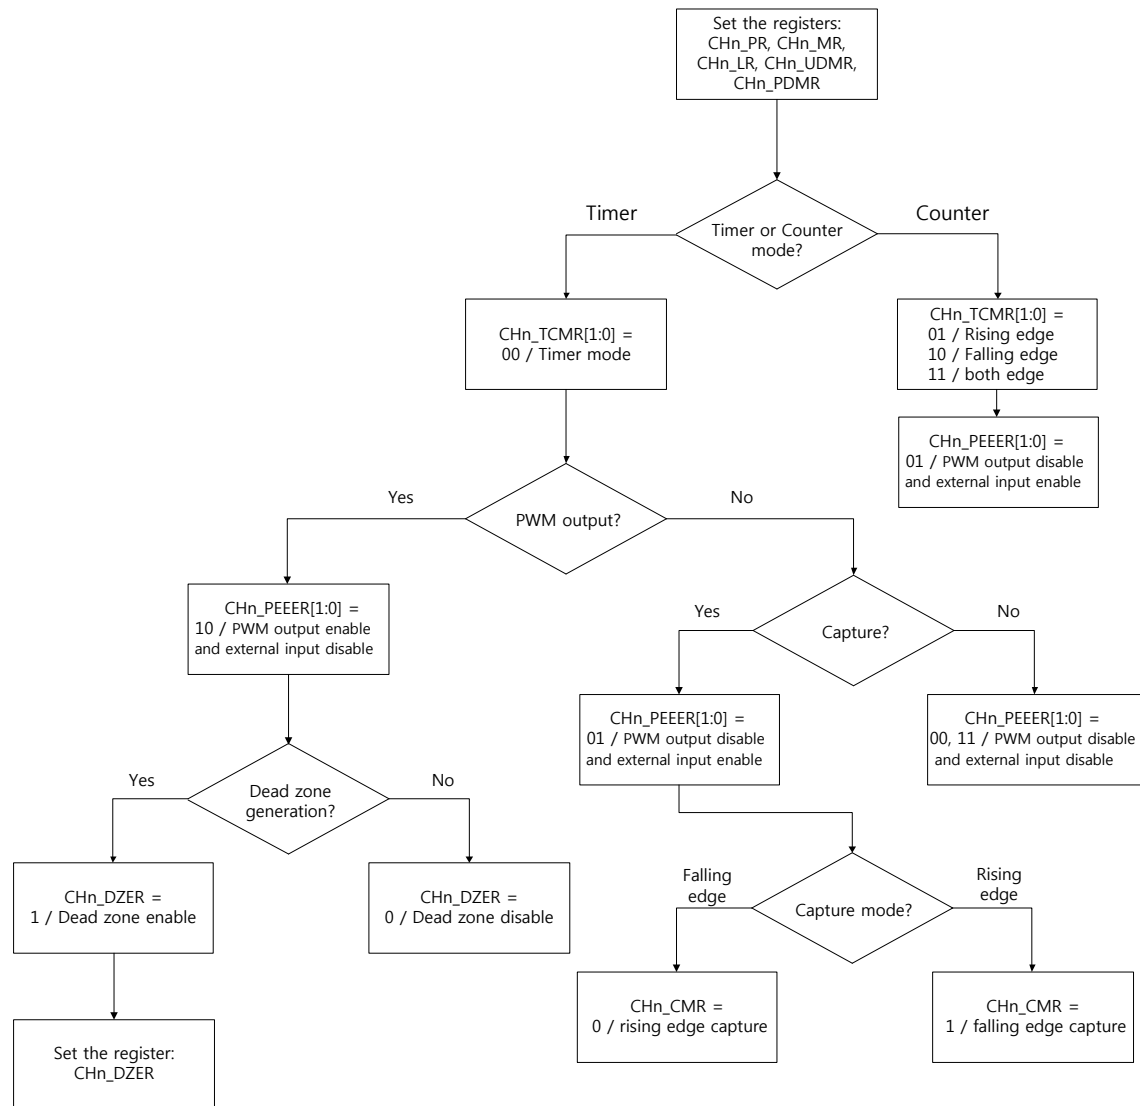 Set the registers:
CHn_PR, CHn_MR,
CHn_LR, CHn_UDMR,
CHn_PDMR
Timer
Counter
Timer or Counter
mode?
CHn_TCMR[1:0] =
00 / Timer mode
CHn_TCMR[1:0] =
01 / Rising edge
10 / Falling edge
11 / both edge
CHn_PEEER[1:0] =
01 / PWM output disable
and external input enable
Yes
No
PWM output?
CHn_PEEER[1:0] =
10 / PWM output enable
and external input disable
Yes
No
Capture?
CHn_PEEER[1:0] =
01 / PWM output disable
and external input enable
CHn_PEEER[1:0] =
00, 11 / PWM output disable
and external input disable
Yes
No
Dead zone
generation?
CHn_DZER =
1 / Dead zone enable
CHn_DZER =
0 / Dead zone disable
Falling
edge
Rising
edge
Capture mode?
CHn_CMR =
0 / rising edge capture
CHn_CMR =
1 / falling edge capture
Set the register:
CHn_DZER